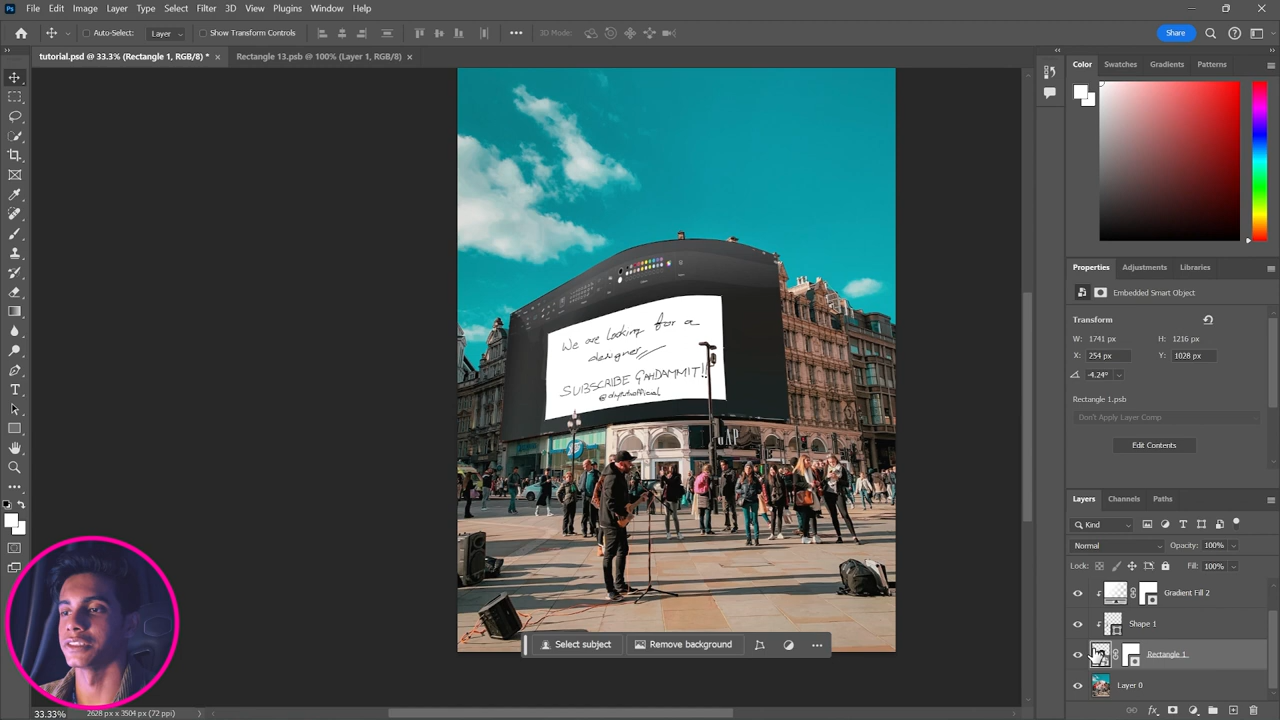 File Edit Image Layer Type Select Filter 3D View Plugins Window Help
Auto-Select: Layer Show Transform Controls 3D Mode: Share
tutorial.psd @ 33.3% (Rectangle 1, RGB/8) * Rectangle 13.psb @ 100% (Layer 1, RGB/8)
Color Swatches Gradients Patterns
We are looking for a
designer
SUBSCRIBE GAHDAMMIT!!
GAP
Select subject Remove background
Properties Adjustments Libraries
Embedded Smart Object
Transform
W: 1741 px H: 1216 px
X: 254 px Y: 1028 px
-4.24°
Rectangle 1.psb
Don't Apply Layer Comp
Edit Contents
Layers Channels Paths
Kind
Normal Opacity: 100%
Lock: Fill: 100%
Gradient Fill 2
Shape 1
Rectangle 1
Layer 0
33.33% 2628 px x 3504 px (72 ppi)